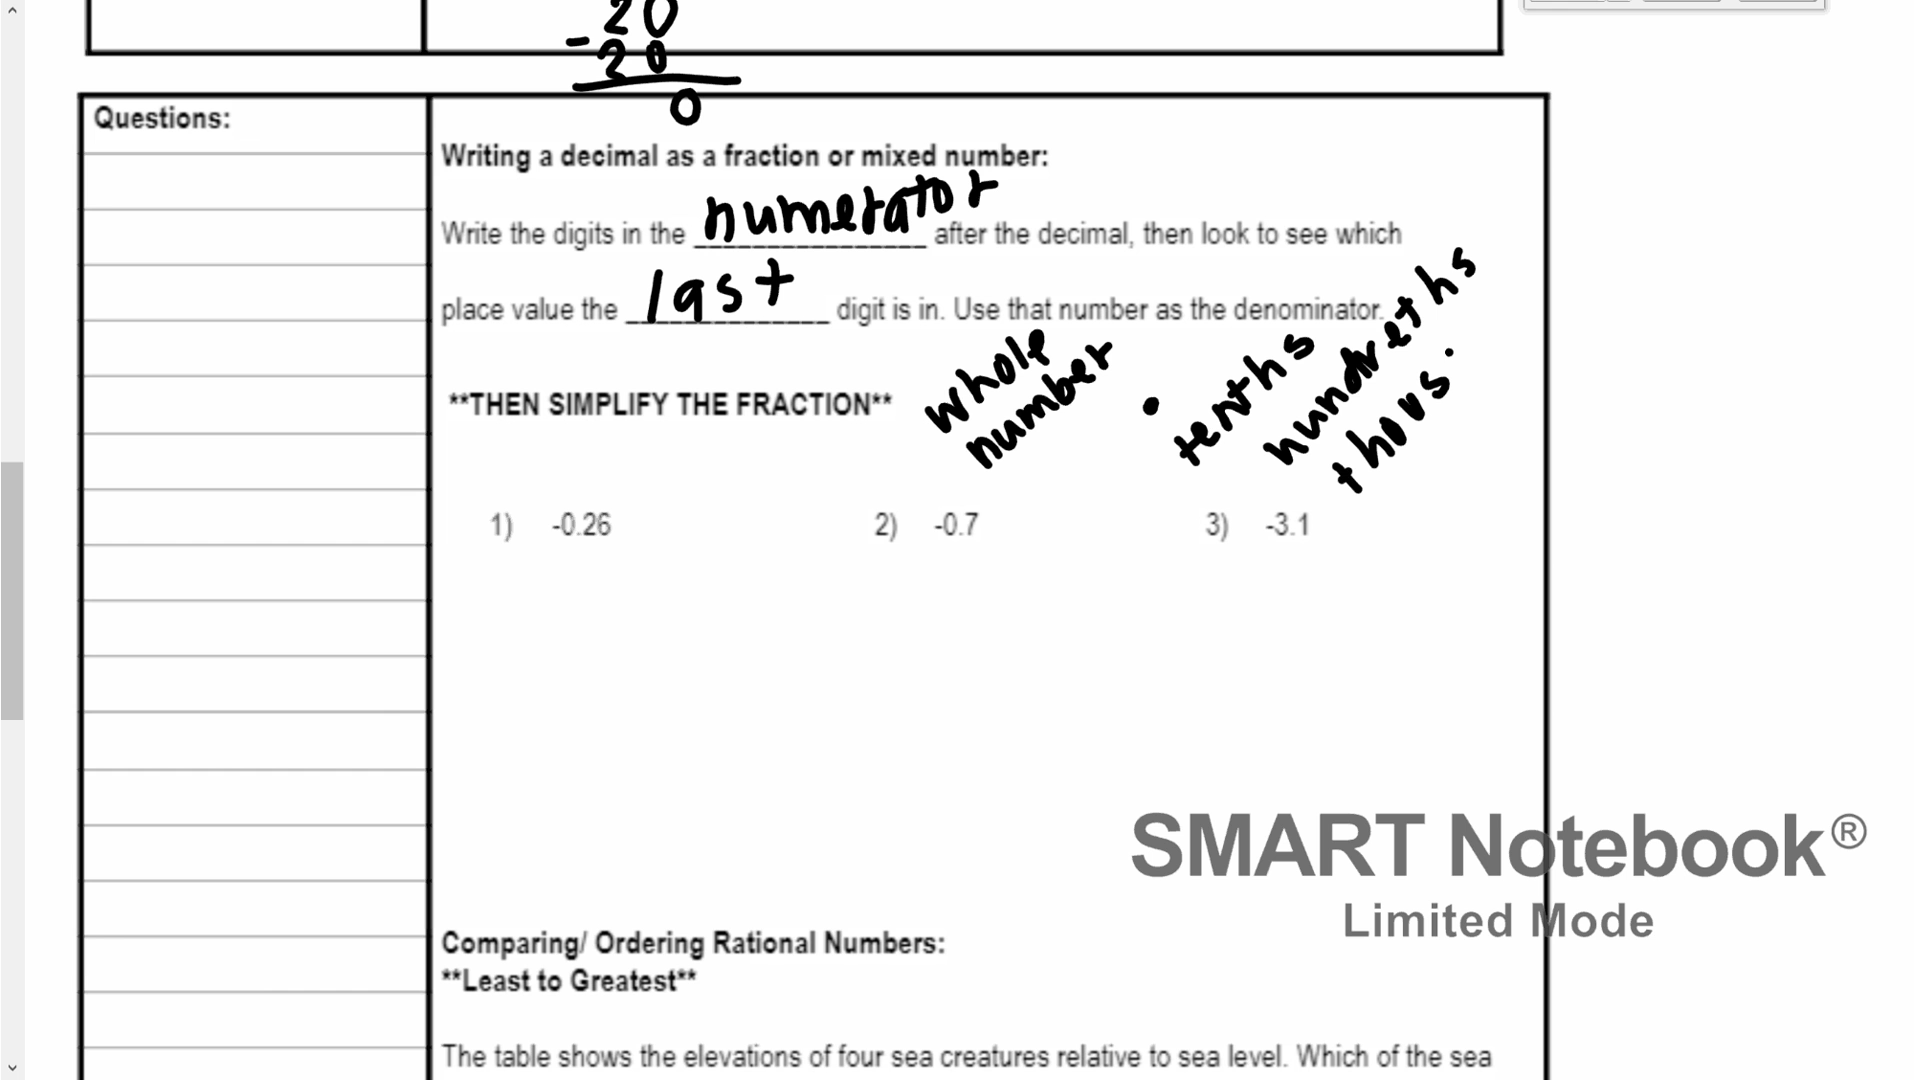 20
- 20
0
Questions:
Writing a decimal as a fraction or mixed number:
Write the digits in the numerator after the decimal, then look to see which
place value the last digit is in. Use that number as the denominator.
**THEN SIMPLIFY THE FRACTION**
whole
number
.
tenths
hundreths
thous.
1) -0.26 2) -0.7 3) -3.1
SMART Notebook®
Limited Mode
Comparing/ Ordering Rational Numbers:
**Least to Greatest**
The table shows the elevations of four sea creatures relative to sea level. Which of the sea